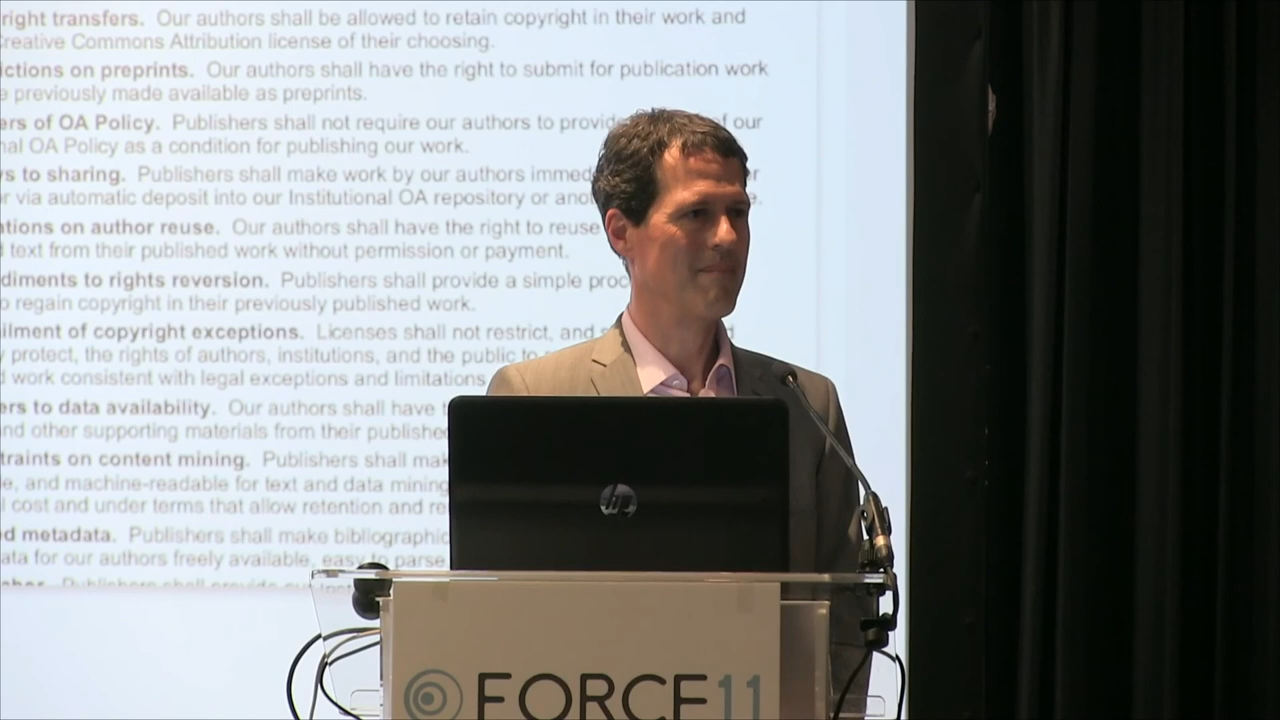 right transfers. Our authors shall be allowed to retain copyright in their work and
Creative Commons Attribution license of their choosing.
ictions on preprints. Our authors shall have the right to submit for publication work
e previously made available as preprints.
ers of OA Policy. Publishers shall not require our authors to provide of our
nal OA Policy as a condition for publishing our work.
ys to sharing. Publishers shall make work by our authors immed er
or via automatic deposit into our Institutional OA repository or ano e.
ations on author reuse. Our authors shall have the right to reuse
d text from their published work without permission or payment.
diments to rights reversion. Publishers shall provide a simple proc
o regain copyright in their previously published work.
ailment of copyright exceptions. Licenses shall not restrict, and s d
y protect, the rights of authors, institutions, and the public to
d work consistent with legal exceptions and limitations
ers to data availability. Our authors shall have t
and other supporting materials from their publishe
traints on content mining. Publishers shall mak
e, and machine-readable for text and data mining
l cost and under terms that allow retention and re
ed metadata. Publishers shall make bibliographic
ata for our authors freely available, easy to parse
Publishers shall provide
hp
FORCE11